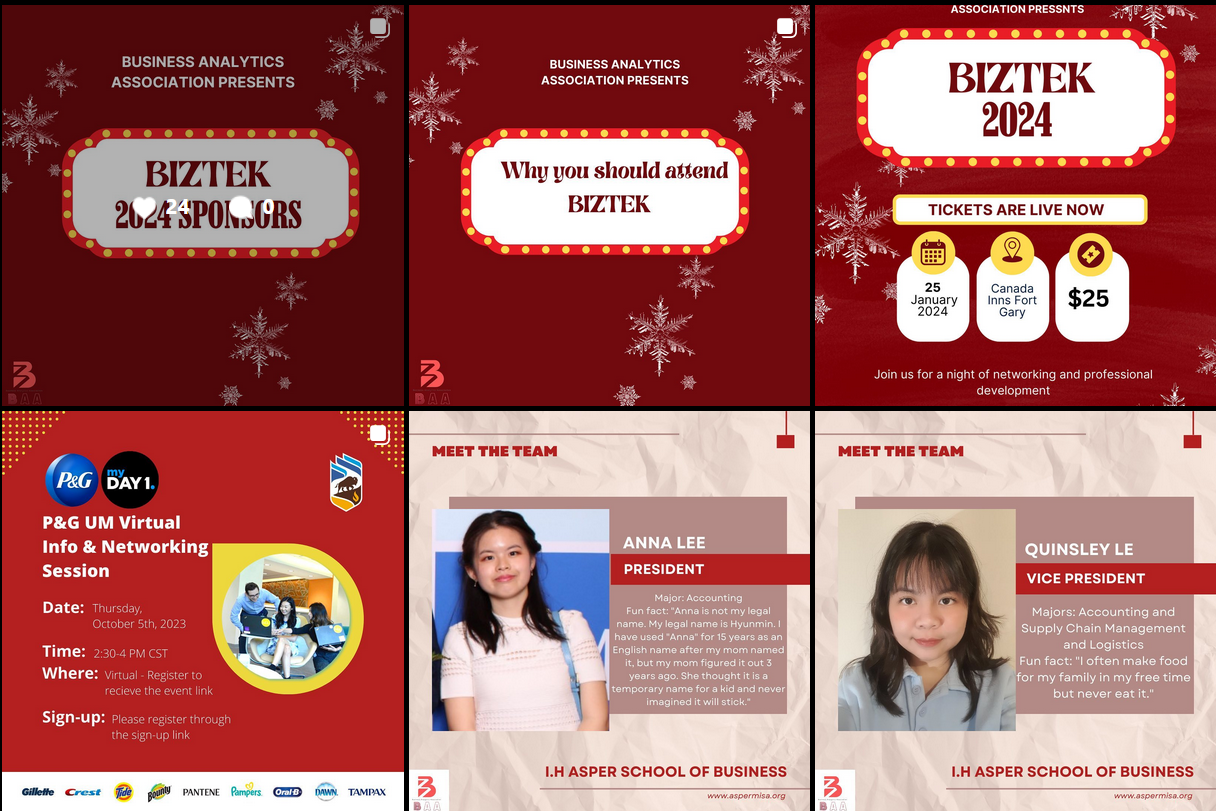 BUSINESS ANALYTICS
ASSOCIATION PRESENTS
BIZTEK
2024 SPONSORS
24
0
B A A
BUSINESS ANALYTICS
ASSOCIATION PRESENTS
Why you should attend
BIZTEK
B A A
ASSOCIATION PRESSNTS
BIZTEK
2024
TICKETS ARE LIVE NOW
25
January
2024
Canada
Inns Fort
Gary
$25
Join us for a night of networking and professional
development
P&G
my
DAY1.
P&G UM Virtual
Info & Networking
Session
Date: Thursday,
October 5th, 2023
Time: 2:30-4 PM CST
Where: Virtual - Register to
recieve the event link
Sign-up: Please register through
the sign-up link
Gillette Crest Tide Bounty PANTENE Pampers Oral-B DAWN TAMPAX
MEET THE TEAM
ANNA LEE
PRESIDENT
Major: Accounting
Fun fact: "Anna is not my legal
name. My legal name is Hyunmin. I
have used "Anna" for 15 years as an
English name after my mom named
it, but my mom figured it out 3
years ago. She thought it is a
temporary name for a kid and never
imagined it will stick."
I.H ASPER SCHOOL OF BUSINESS
www.aspermisa.org
B A A
MEET THE TEAM
QUINSLEY LE
VICE PRESIDENT
Majors: Accounting and
Supply Chain Management
and Logistics
Fun fact: "I often make food
for my family in my free time
but never eat it."
I.H ASPER SCHOOL OF BUSINESS
www.aspermisa.org
B A A